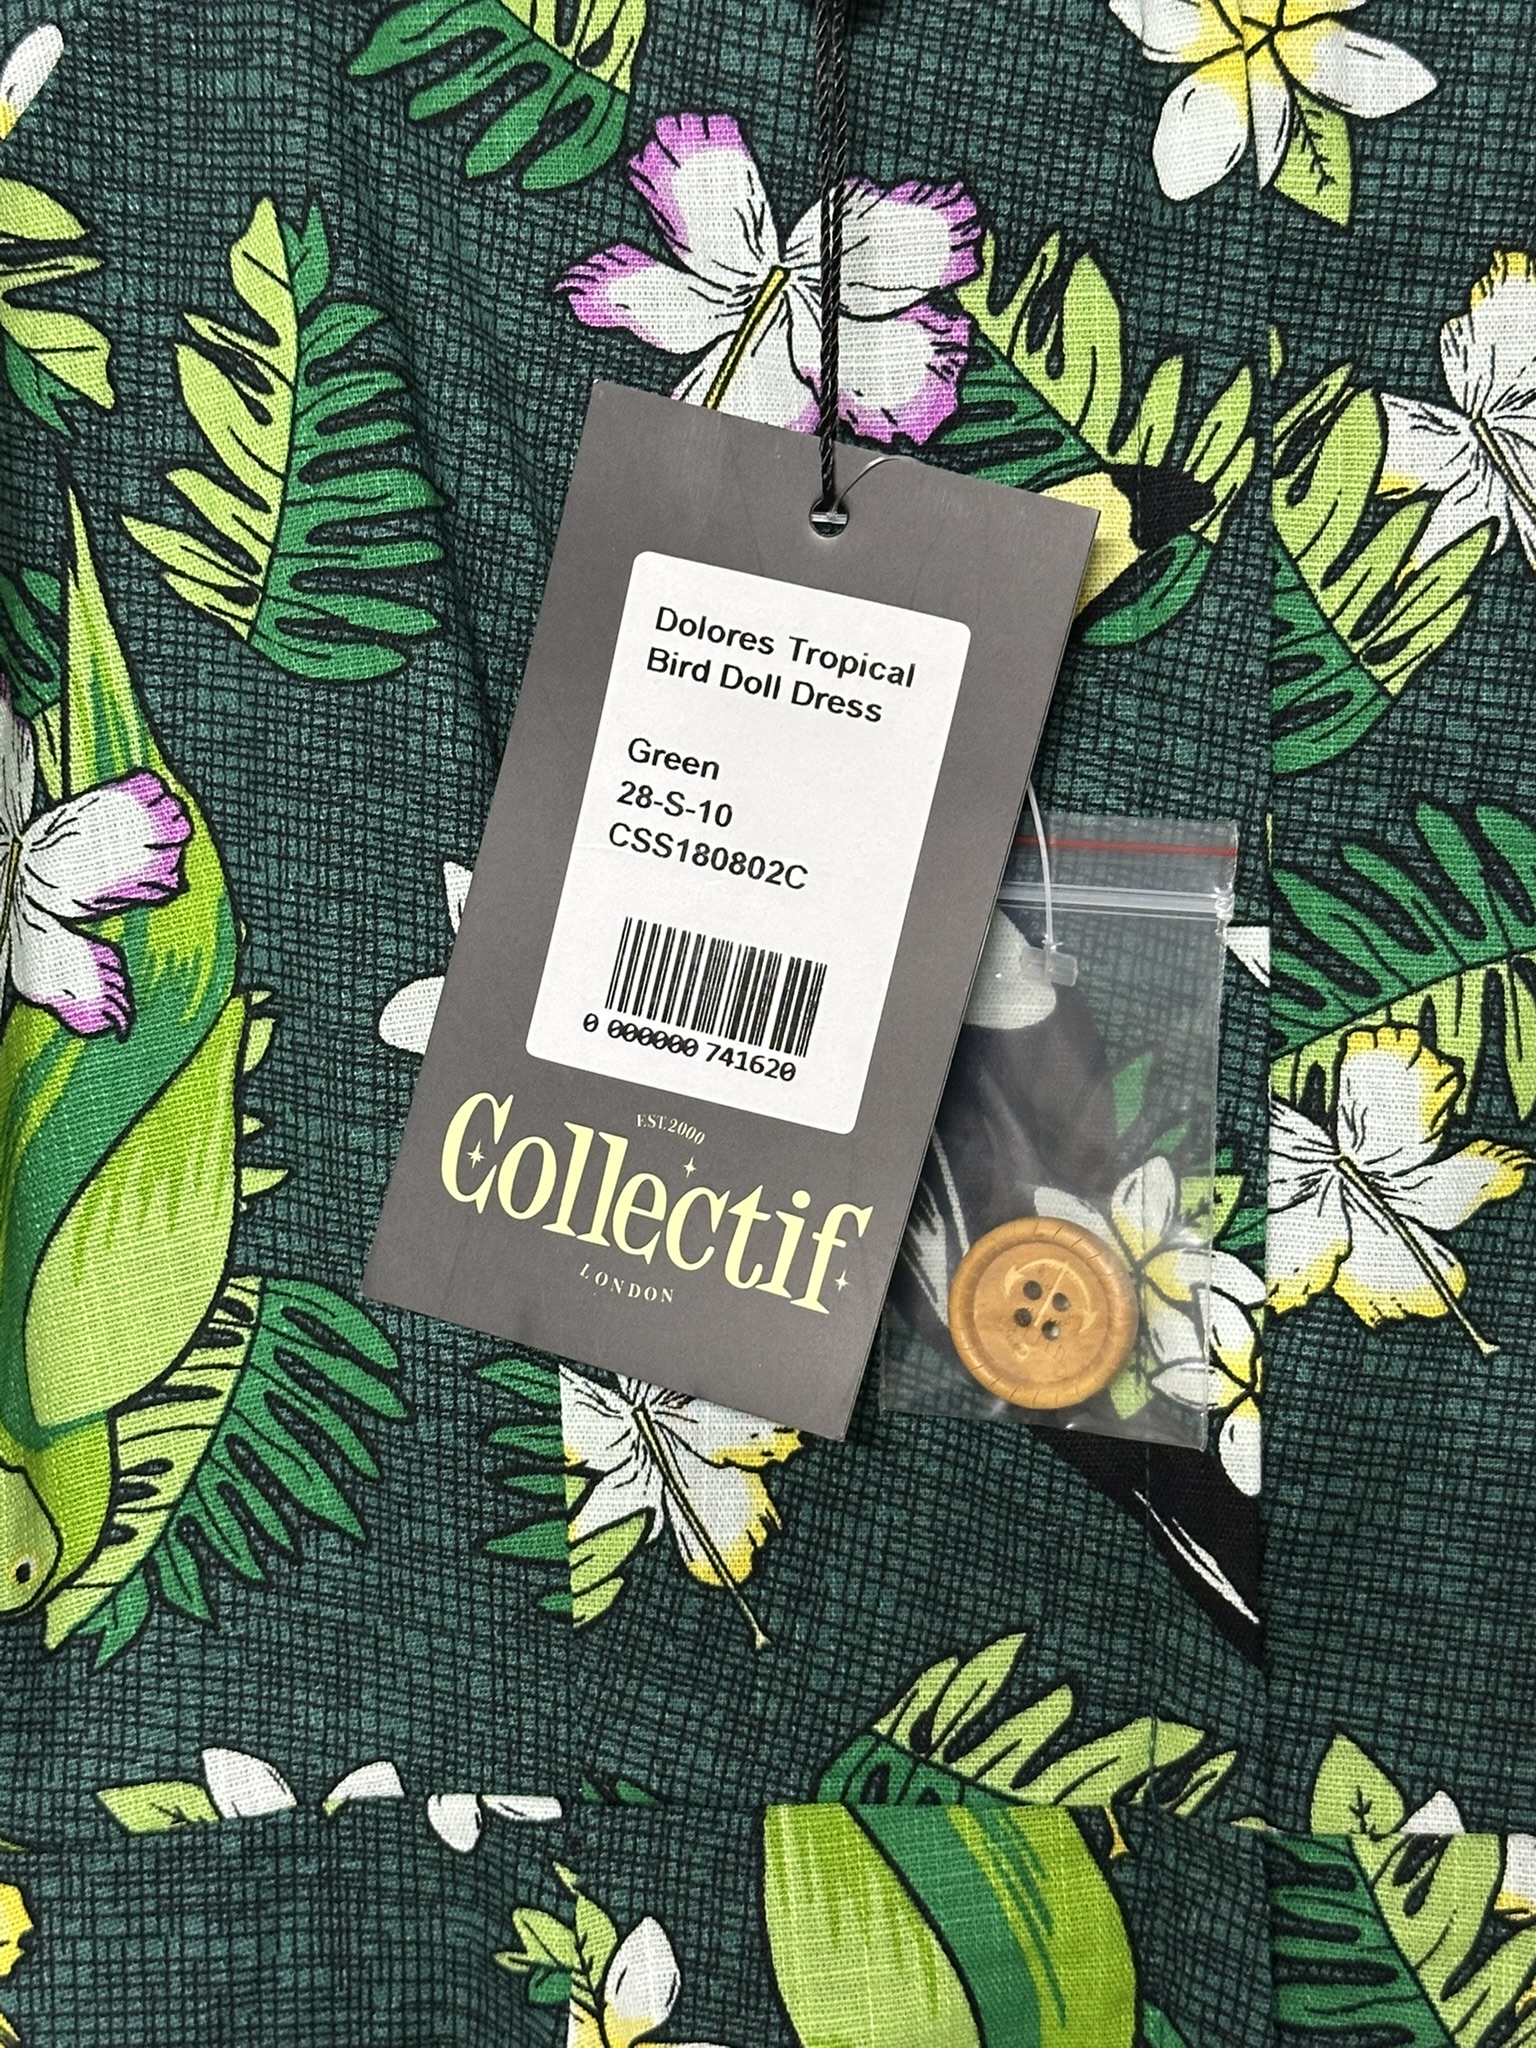 Dolores Tropical
Bird Doll Dress
Green
28-S-10
CSS180802C
0 000000 741620
EST.2000
Collectif
LONDON